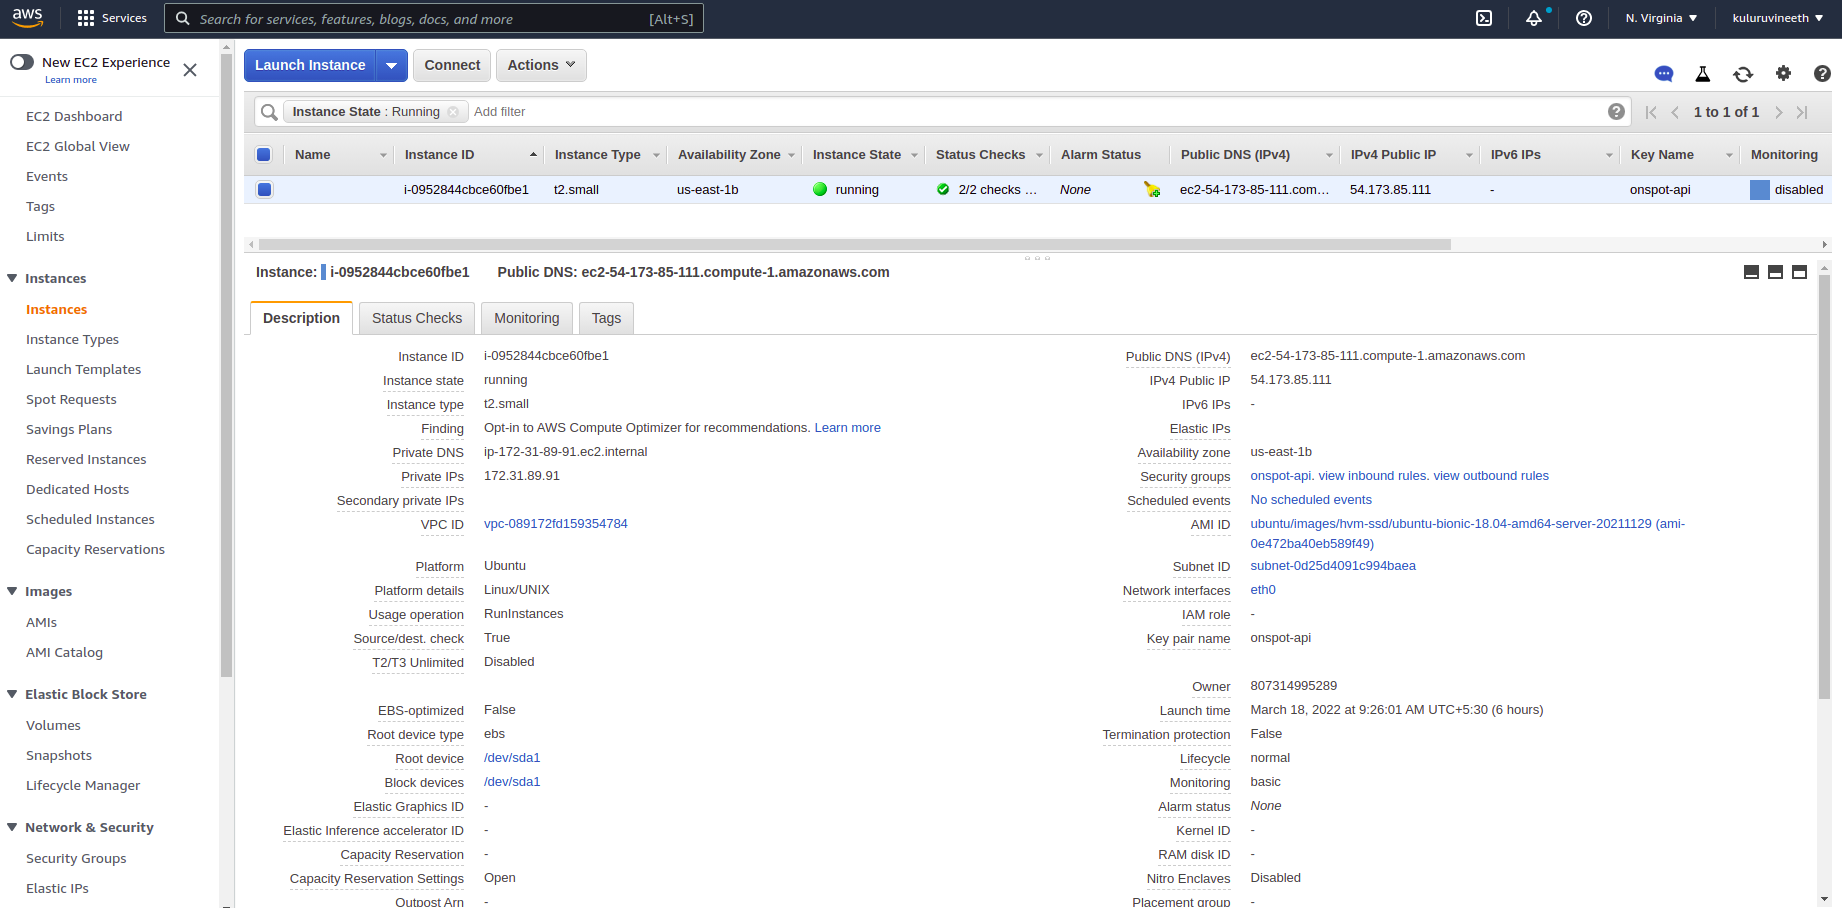 aws Services Search for services, features, blogs, docs, and more [Alt+S] N. Virginia kuluruvineeth
New EC2 Experience
Learn more
EC2 Dashboard
EC2 Global View
Events
Tags
Limits
Instances
Instances
Instance Types
Launch Templates
Spot Requests
Savings Plans
Reserved Instances
Dedicated Hosts
Scheduled Instances
Capacity Reservations
Images
AMIs
AMI Catalog
Elastic Block Store
Volumes
Snapshots
Lifecycle Manager
Network & Security
Security Groups
Elastic IPs
Launch Instance Connect Actions
Instance State : Running Add filter 1 to 1 of 1
Name Instance ID Instance Type Availability Zone Instance State Status Checks Alarm Status Public DNS (IPv4) IPv4 Public IP IPv6 IPs Key Name Monitoring
i-0952844cbce60fbe1 t2.small us-east-1b running 2/2 checks ... None ec2-54-173-85-111.com... 54.173.85.111 - onspot-api disabled
Instance: i-0952844cbce60fbe1 Public DNS: ec2-54-173-85-111.compute-1.amazonaws.com
Description Status Checks Monitoring Tags
Instance ID i-0952844cbce60fbe1
Instance state running
Instance type t2.small
Finding Opt-in to AWS Compute Optimizer for recommendations. Learn more
Private DNS ip-172-31-89-91.ec2.internal
Private IPs 172.31.89.91
Secondary private IPs
VPC ID vpc-089172fd159354784
Platform Ubuntu
Platform details Linux/UNIX
Usage operation RunInstances
Source/dest. check True
T2/T3 Unlimited Disabled
EBS-optimized False
Root device type ebs
Root device /dev/sda1
Block devices /dev/sda1
Elastic Graphics ID -
Elastic Inference accelerator ID -
Capacity Reservation -
Capacity Reservation Settings Open
Outpost Arn -
Public DNS (IPv4) ec2-54-173-85-111.compute-1.amazonaws.com
IPv4 Public IP 54.173.85.111
IPv6 IPs -
Elastic IPs
Availability zone us-east-1b
Security groups onspot-api. view inbound rules. view outbound rules
Scheduled events No scheduled events
AMI ID ubuntu/images/hvm-ssd/ubuntu-bionic-18.04-amd64-server-20211129 (ami-
0e472ba40eb589f49)
Subnet ID subnet-0d25d4091c994baea
Network interfaces eth0
IAM role -
Key pair name onspot-api
Owner 807314995289
Launch time March 18, 2022 at 9:26:01 AM UTC+5:30 (6 hours)
Termination protection False
Lifecycle normal
Monitoring basic
Alarm status None
Kernel ID -
RAM disk ID -
Nitro Enclaves Disabled
Placement group -